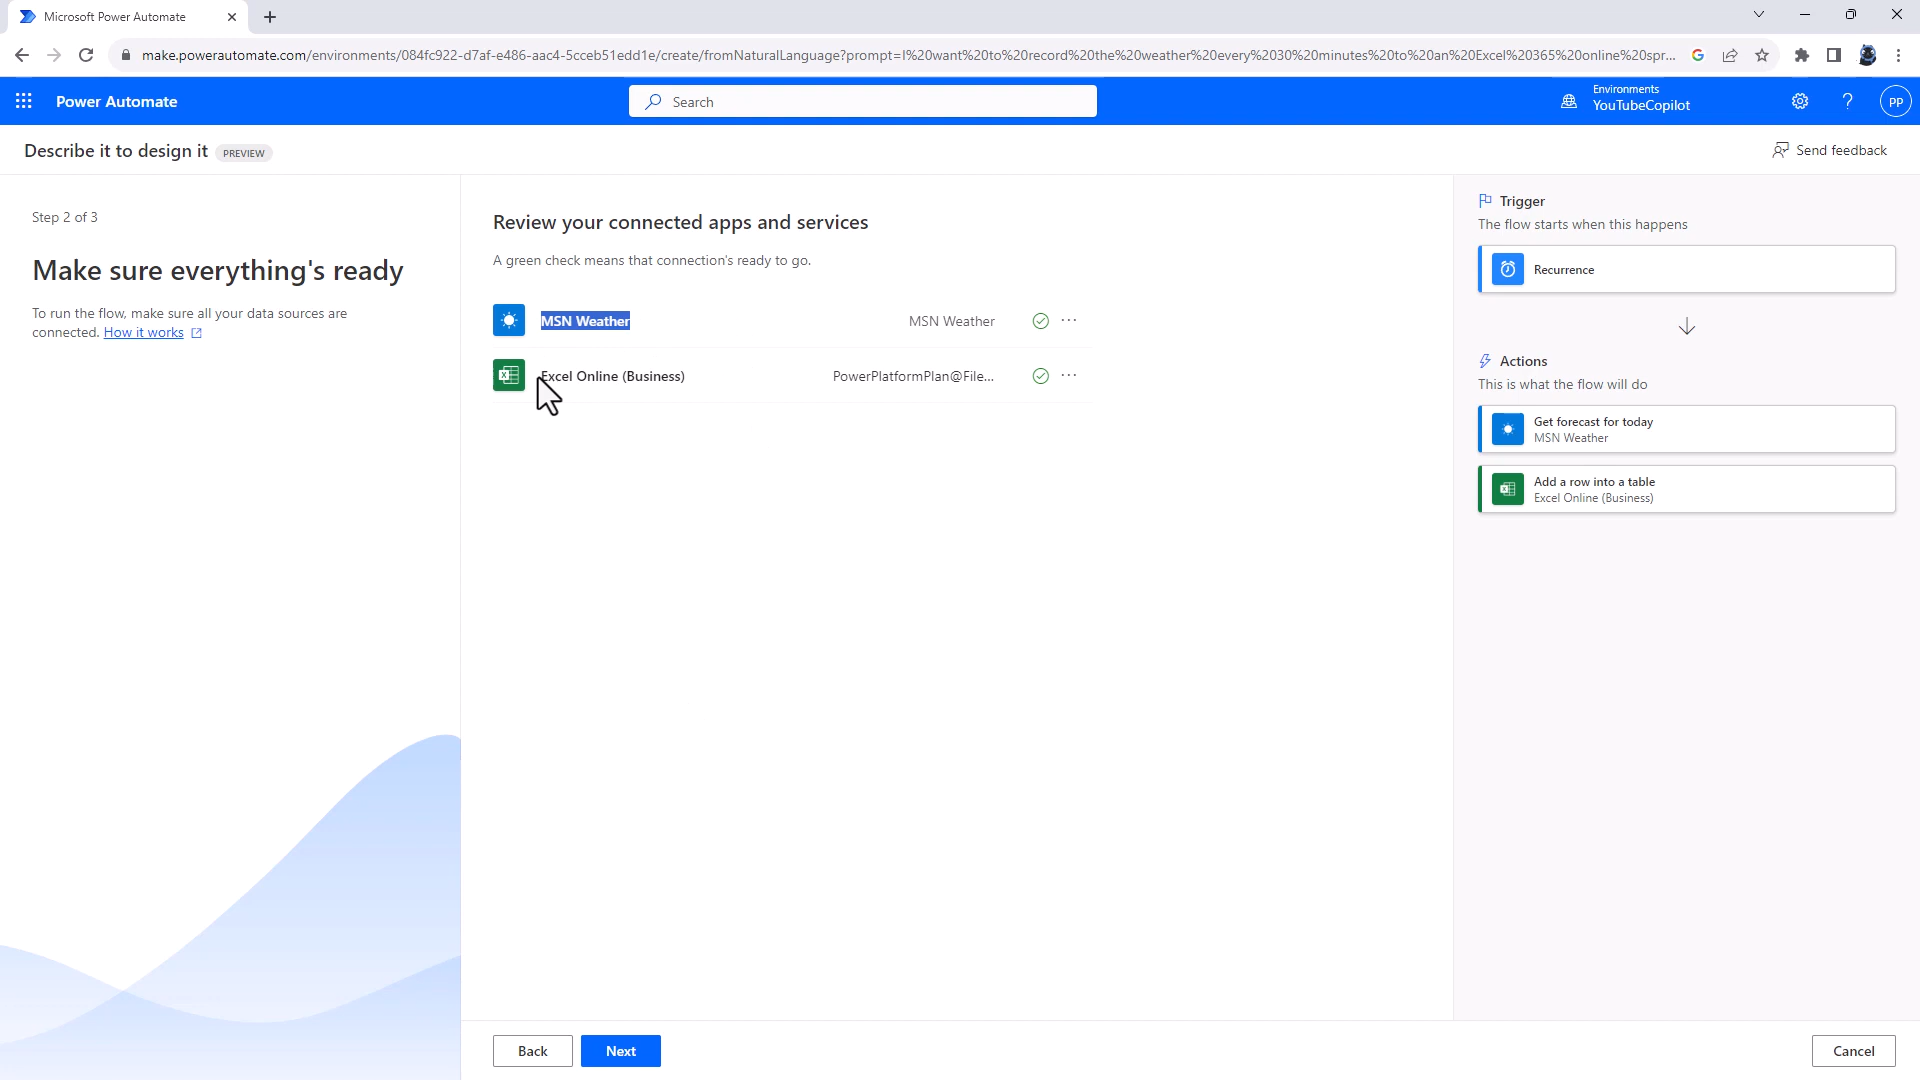 Microsoft Power Automate
make.powerautomate.com/environments/084fc922-d7af-e486-aac4-5cceb51edd1e/create/fromNaturalLanguage?prompt=I%20want%20to%20record%20the%20weather%20every%2030%20minutes%20to%20an%20Excel%20365%20online%20spr...
Power Automate
Search
Environments
YouTubeCopilot
?
PP
Describe it to design it PREVIEW
Send feedback
Step 2 of 3
Make sure everything's ready
To run the flow, make sure all your data sources are
connected. How it works
Review your connected apps and services
A green check means that connection's ready to go.
MSN Weather MSN Weather
Excel Online (Business) PowerPlatformPlan@File...
Trigger
The flow starts when this happens
Recurrence
Actions
This is what the flow will do
Get forecast for today
MSN Weather
Add a row into a table
Excel Online (Business)
Back
Next
Cancel